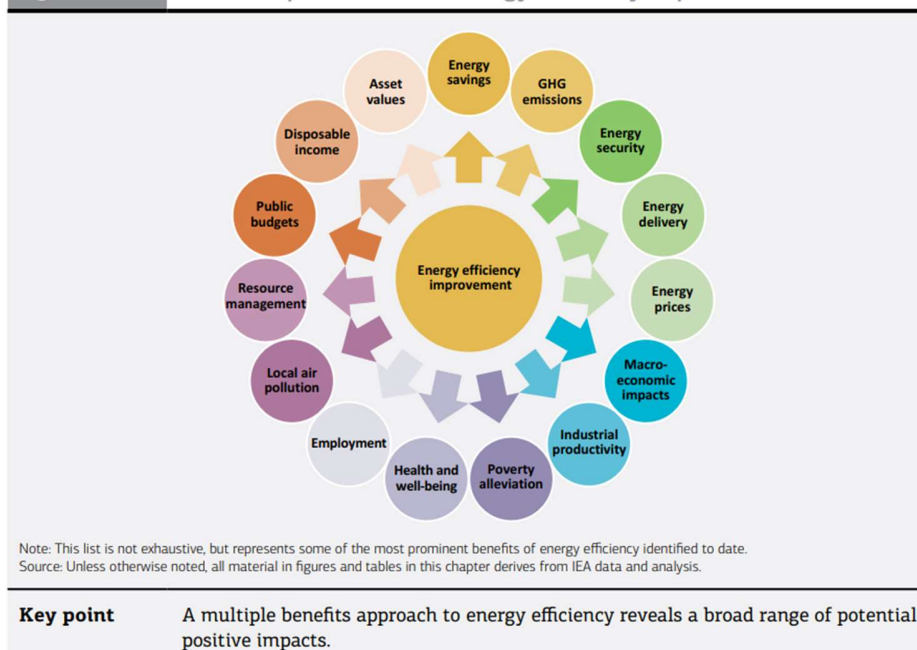 Energy
savings
GHG
emissions
Energy
security
Energy
delivery
Energy
prices
Macro-
economic
impacts
Industrial
productivity
Poverty
alleviation
Health and
well-being
Employment
Local air
pollution
Resource
management
Public
budgets
Disposable
income
Asset
values
Energy efficiency
improvement
Note: This list is not exhaustive, but represents some of the most prominent benefits of energy efficiency identified to date.
Source: Unless otherwise noted, all material in figures and tables in this chapter derives from IEA data and analysis.
Key point A multiple benefits approach to energy efficiency reveals a broad range of potential
positive impacts.